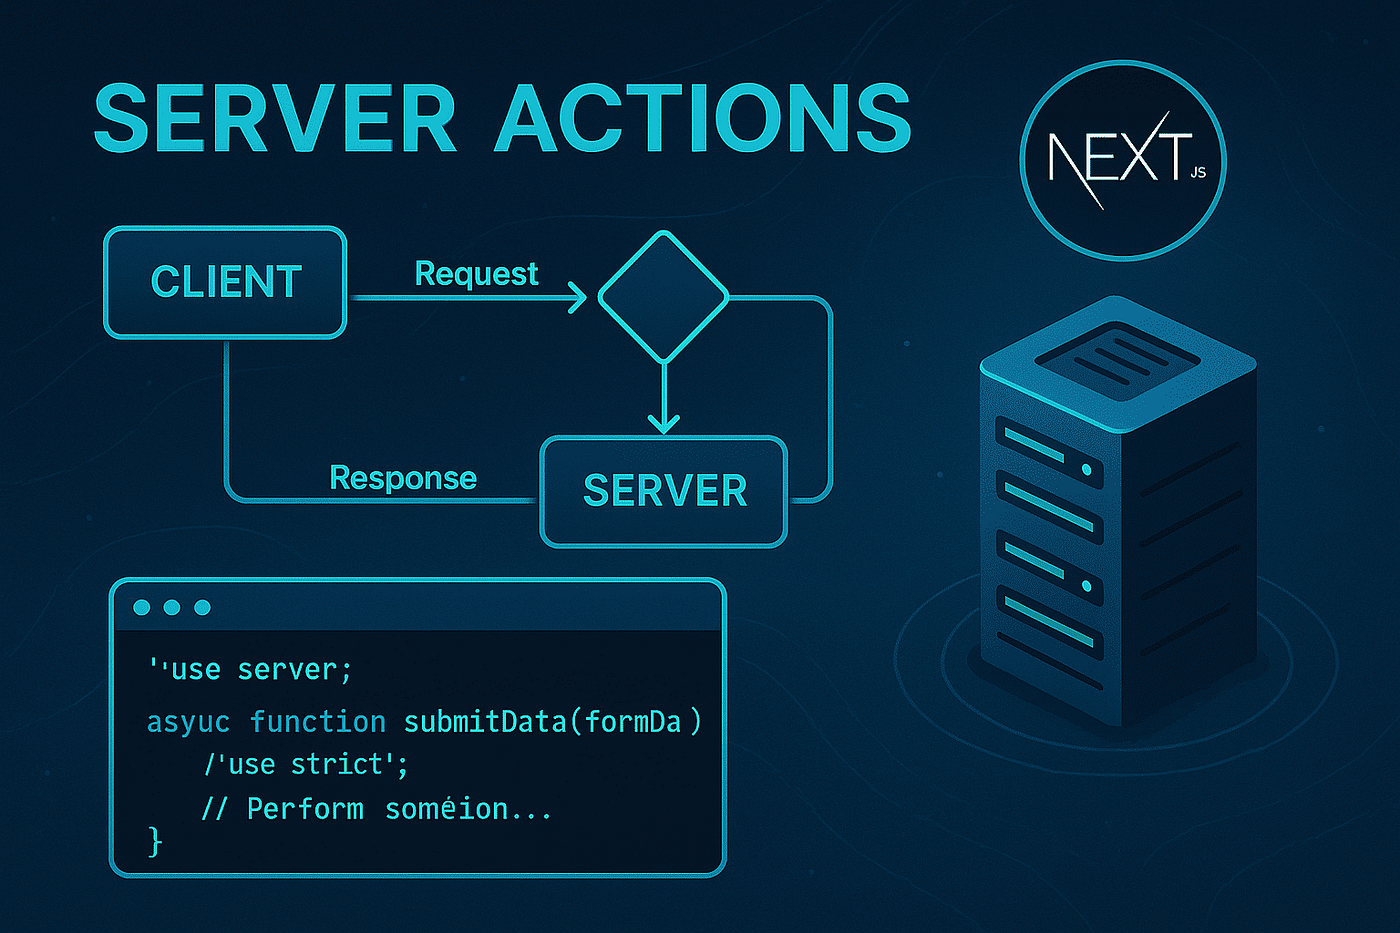 SERVER ACTIONS
NEXT.JS
CLIENT
Request
Response
SERVER
''use server;
asyuc function submitData(formDa )
/'use strict';
// Perform soméion...
}